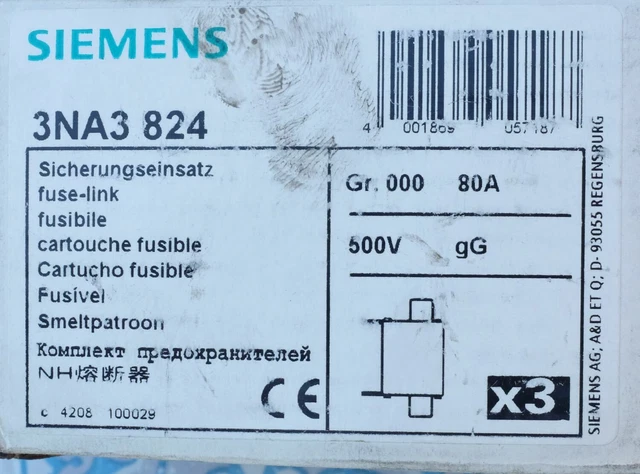 SIEMENS
3NA3 824
4 001869 057187
Sicherungseinsatz
fuse-link
fusibile
cartouche fusible
Cartucho fusible
Fusível
Smeltpatroon
Комплект предохранителей
NH熔断器
c 4208 100029
CE
Gr. 000 80A
500V gG
x3
SIEMENS AG; A&D ET Q; D- 93055 REGENSBURG